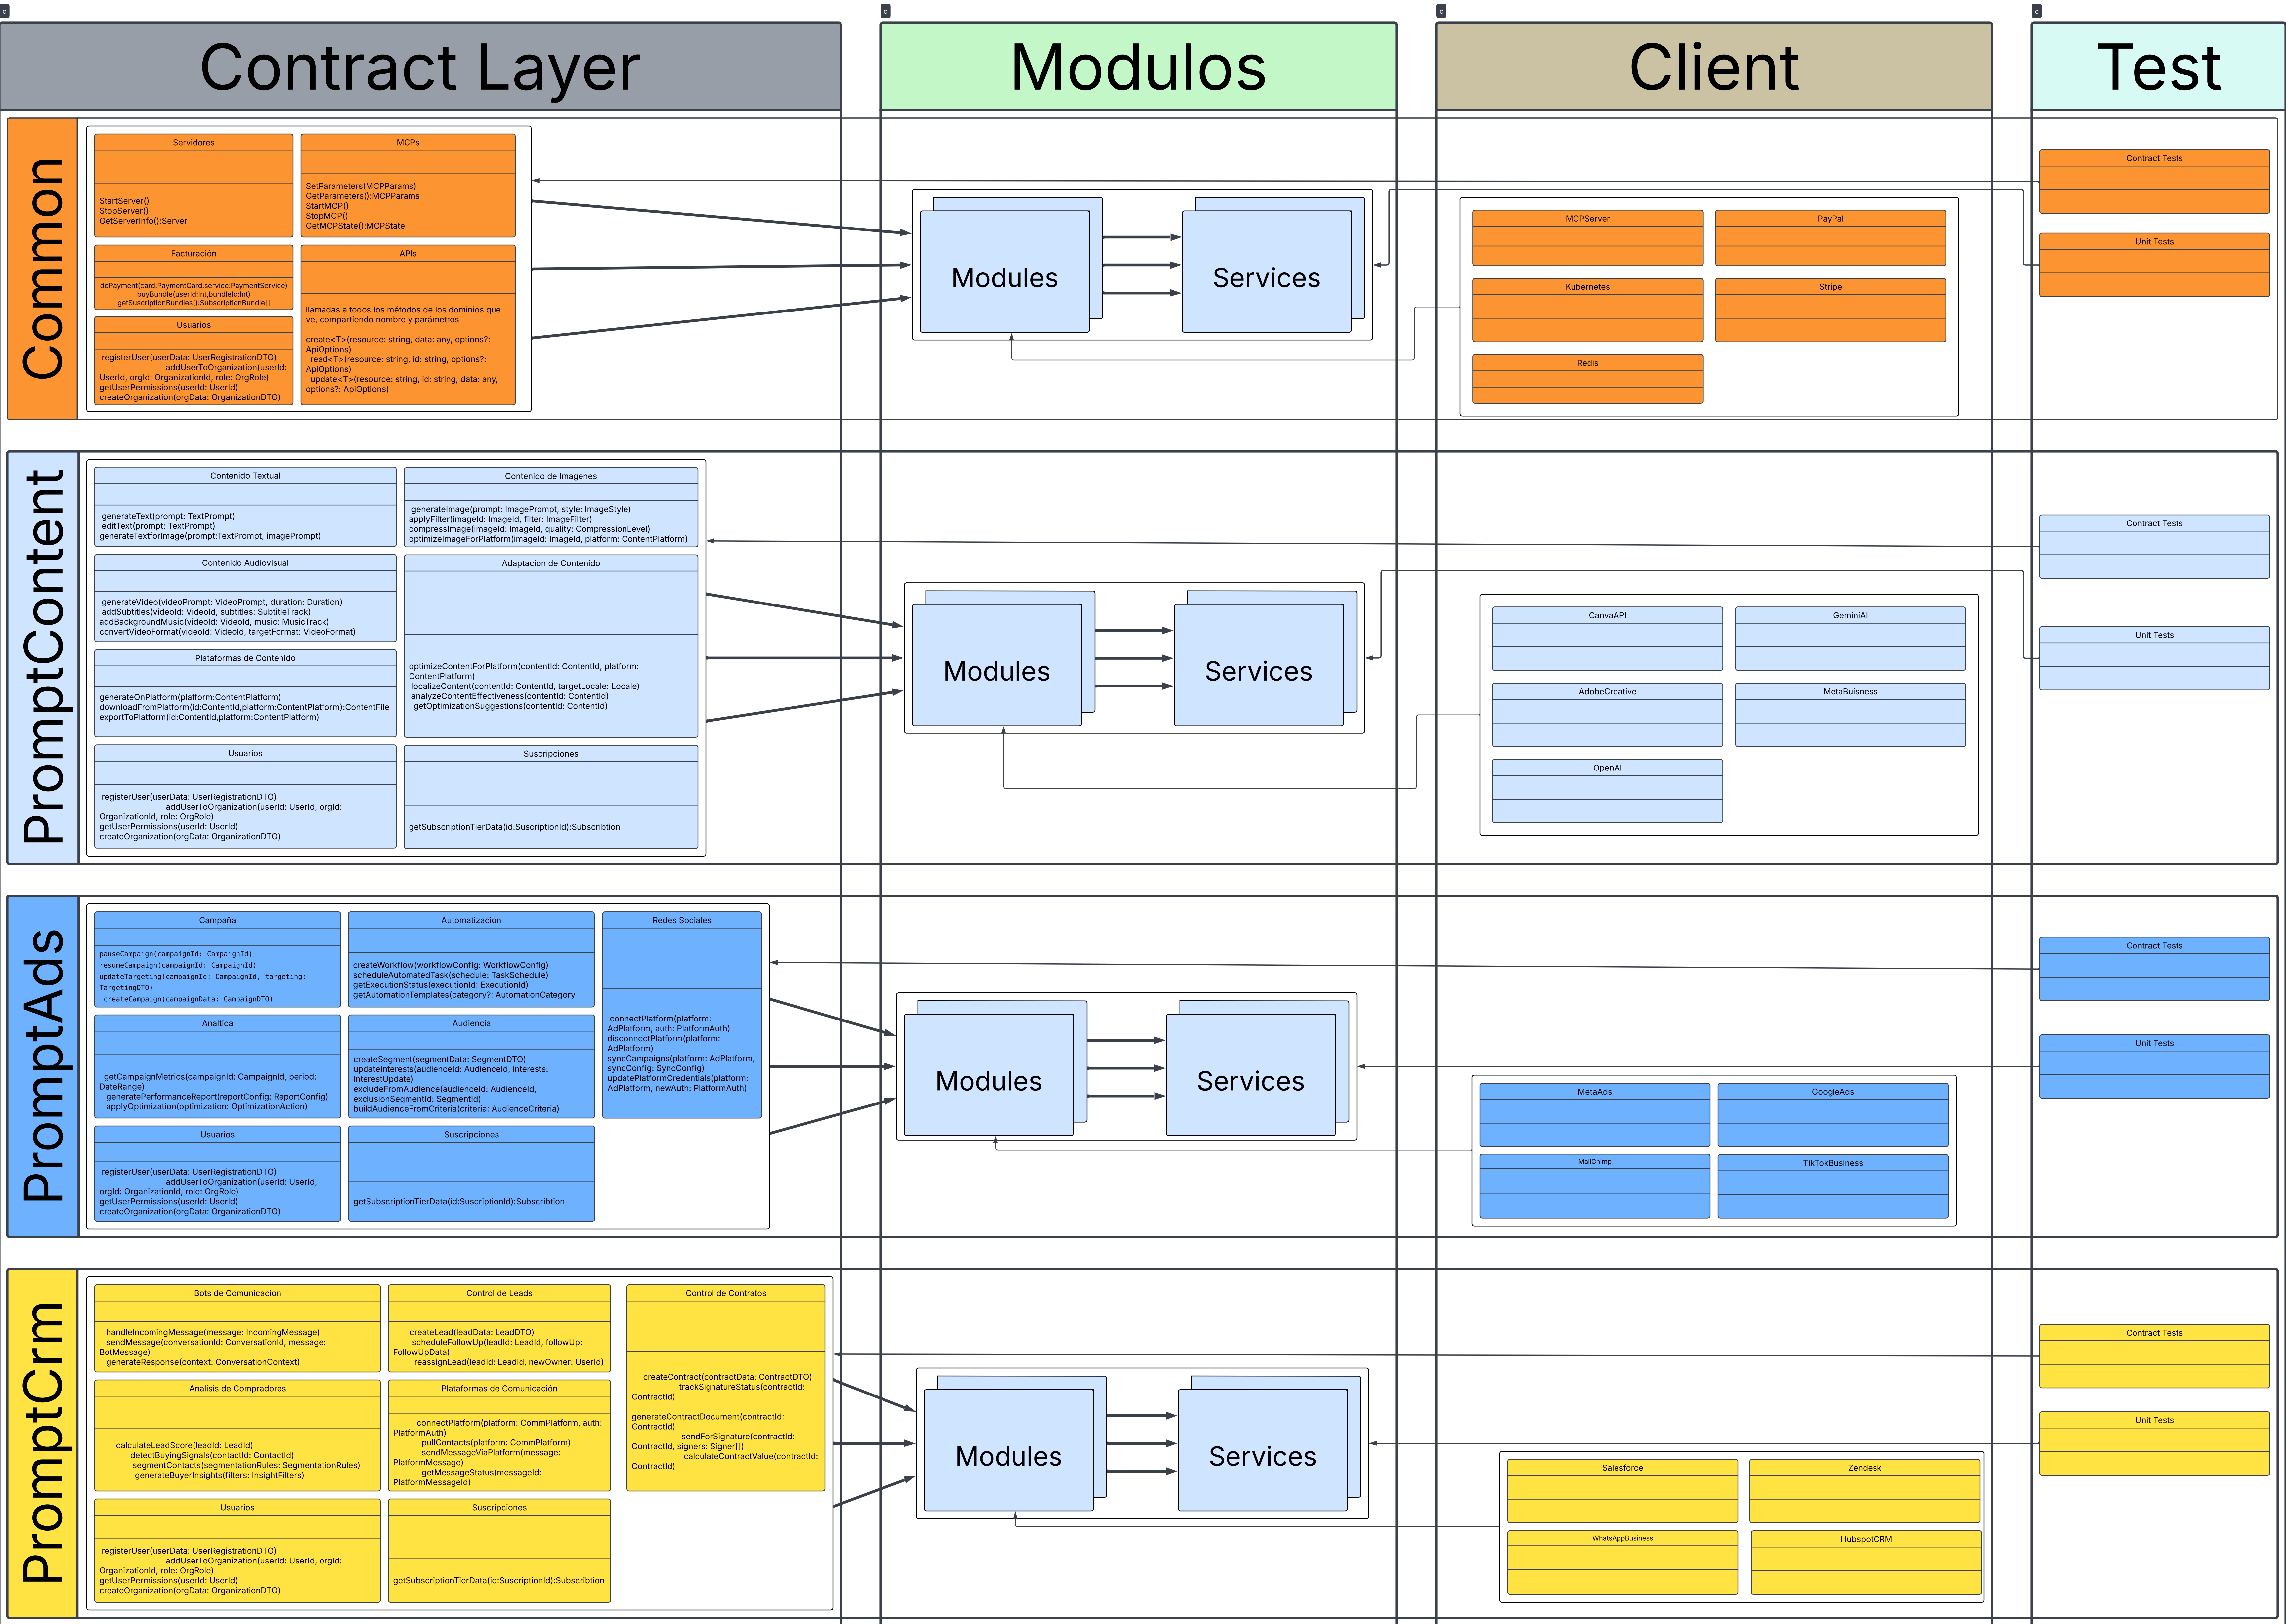 c
c
c
c
Contract Layer
Modulos
Client
Test
Common
Servidores
StartServer()
StopServer()
GetServerInfo():Server
MCPs
SetParameters(MCPParams)
GetParameters():MCPParams
StartMCP()
StopMCP()
GetMCPState():MCPState
Facturación
doPayment(card:PaymentCard,service:PaymentService)
buyBundle(userId:Int,bundleId:Int)
getSuscriptionBundles():SubscriptionBundle[]
APIs
llamadas a todos los métodos de los dominios que
ve, compartiendo nombre y parámetros
create<T>(resource: string, data: any, options?:
ApiOptions)
read<T>(resource: string, id: string, options?:
ApiOptions)
update<T>(resource: string, id: string, data: any,
options?: ApiOptions)
Usuarios
registerUser(userData: UserRegistrationDTO)
addUserToOrganization(userId:
UserId, orgId: OrganizationId, role: OrgRole)
getUserPermissions(userId: UserId)
createOrganization(orgData: OrganizationDTO)
Modules
Services
MCPServer
PayPal
Kubernetes
Stripe
Redis
Contract Tests
Unit Tests
PromptContent
Contenido Textual
generateText(prompt: TextPrompt)
editText(prompt: TextPrompt)
generateTextforImage(prompt:TextPrompt, imagePrompt)
Contenido de Imagenes
generateImage(prompt: ImagePrompt, style: ImageStyle)
applyFilter(imageId: ImageId, filter: ImageFilter)
compressImage(imageId: ImageId, quality: CompressionLevel)
optimizeImageForPlatform(imageId: ImageId, platform: ContentPlatform)
Contenido Audiovisual
generateVideo(videoPrompt: VideoPrompt, duration: Duration)
addSubtitles(videoId: VideoId, subtitles: SubtitleTrack)
addBackgroundMusic(videoId: VideoId, music: MusicTrack)
convertVideoFormat(videoId: VideoId, targetFormat: VideoFormat)
Adaptacion de Contenido
optimizeContentForPlatform(contentId: ContentId, platform:
ContentPlatform)
localizeContent(contentId: ContentId, targetLocale: Locale)
analyzeContentEffectiveness(contentId: ContentId)
getOptimizationSuggestions(contentId: ContentId)
Plataformas de Contenido
generateOnPlatform(platform:ContentPlatform)
downloadFromPlatform(id:ContentId,platform:ContentPlatform):ContentFile
exportToPlatform(id:ContentId,platform:ContentPlatform)
Usuarios
registerUser(userData: UserRegistrationDTO)
addUserToOrganization(userId: UserId, orgId:
OrganizationId, role: OrgRole)
getUserPermissions(userId: UserId)
createOrganization(orgData: OrganizationDTO)
Suscripciones
getSubscriptionTierData(id:SuscriptionId):Subscribtion
Modules
Services
CanvaAPI
GeminiAI
AdobeCreative
MetaBuisness
OpenAI
Contract Tests
Unit Tests
PromptAds
Campaña
pauseCampaign(campaignId: CampaignId)
resumeCampaign(campaignId: CampaignId)
updateTargeting(campaignId: CampaignId, targeting:
TargetingDTO)
createCampaign(campaignData: CampaignDTO)
Automatizacion
createWorkflow(workflowConfig: WorkflowConfig)
scheduleAutomatedTask(schedule: TaskSchedule)
getExecutionStatus(executionId: ExecutionId)
getAutomationTemplates(category?: AutomationCategory
Redes Sociales
connectPlatform(platform:
AdPlatform, auth: PlatformAuth)
disconnectPlatform(platform:
AdPlatform)
syncCampaigns(platform: AdPlatform,
syncConfig: SyncConfig)
updatePlatformCredentials(platform:
AdPlatform, newAuth: PlatformAuth)
Analtica
getCampaignMetrics(campaignId: CampaignId, period:
DateRange)
generatePerformanceReport(reportConfig: ReportConfig)
applyOptimization(optimization: OptimizationAction)
Audiencia
createSegment(segmentData: SegmentDTO)
updateInterests(audienceId: AudienceId, interests:
InterestUpdate)
excludeFromAudience(audienceId: AudienceId,
exclusionSegmentId: SegmentId)
buildAudienceFromCriteria(criteria: AudienceCriteria)
Usuarios
registerUser(userData: UserRegistrationDTO)
addUserToOrganization(userId: UserId,
orgId: OrganizationId, role: OrgRole)
getUserPermissions(userId: UserId)
createOrganization(orgData: OrganizationDTO)
Suscripciones
getSubscriptionTierData(id:SuscriptionId):Subscribtion
Modules
Services
MetaAds
GoogleAds
MailChimp
TikTokBusiness
Contract Tests
Unit Tests
PromptCrm
Bots de Comunicacion
handleIncomingMessage(message: IncomingMessage)
sendMessage(conversationId: ConversationId, message:
BotMessage)
generateResponse(context: ConversationContext)
Control de Leads
createLead(leadData: LeadDTO)
scheduleFollowUp(leadId: LeadId, followUp:
FollowUpData)
reassignLead(leadId: LeadId, newOwner: UserId)
Control de Contratos
createContract(contractData: ContractDTO)
trackSignatureStatus(contractId:
ContractId)
generateContractDocument(contractId:
ContractId)
sendForSignature(contractId:
ContractId, signers: Signer[])
calculateContractValue(contractId:
ContractId)
Analisis de Compradores
calculateLeadScore(leadId: LeadId)
detectBuyingSignals(contactId: ContactId)
segmentContacts(segmentationRules: SegmentationRules)
generateBuyerInsights(filters: InsightFilters)
Plataformas de Comunicación
connectPlatform(platform: CommPlatform, auth:
PlatformAuth)
pullContacts(platform: CommPlatform)
sendMessageViaPlatform(message:
PlatformMessage)
getMessageStatus(messageId:
PlatformMessageId)
Usuarios
registerUser(userData: UserRegistrationDTO)
addUserToOrganization(userId: UserId, orgId:
OrganizationId, role: OrgRole)
getUserPermissions(userId: UserId)
createOrganization(orgData: OrganizationDTO)
Suscripciones
getSubscriptionTierData(id:SuscriptionId):Subscribtion
Modules
Services
Salesforce
Zendesk
WhatsAppBusiness
HubspotCRM
Contract Tests
Unit Tests